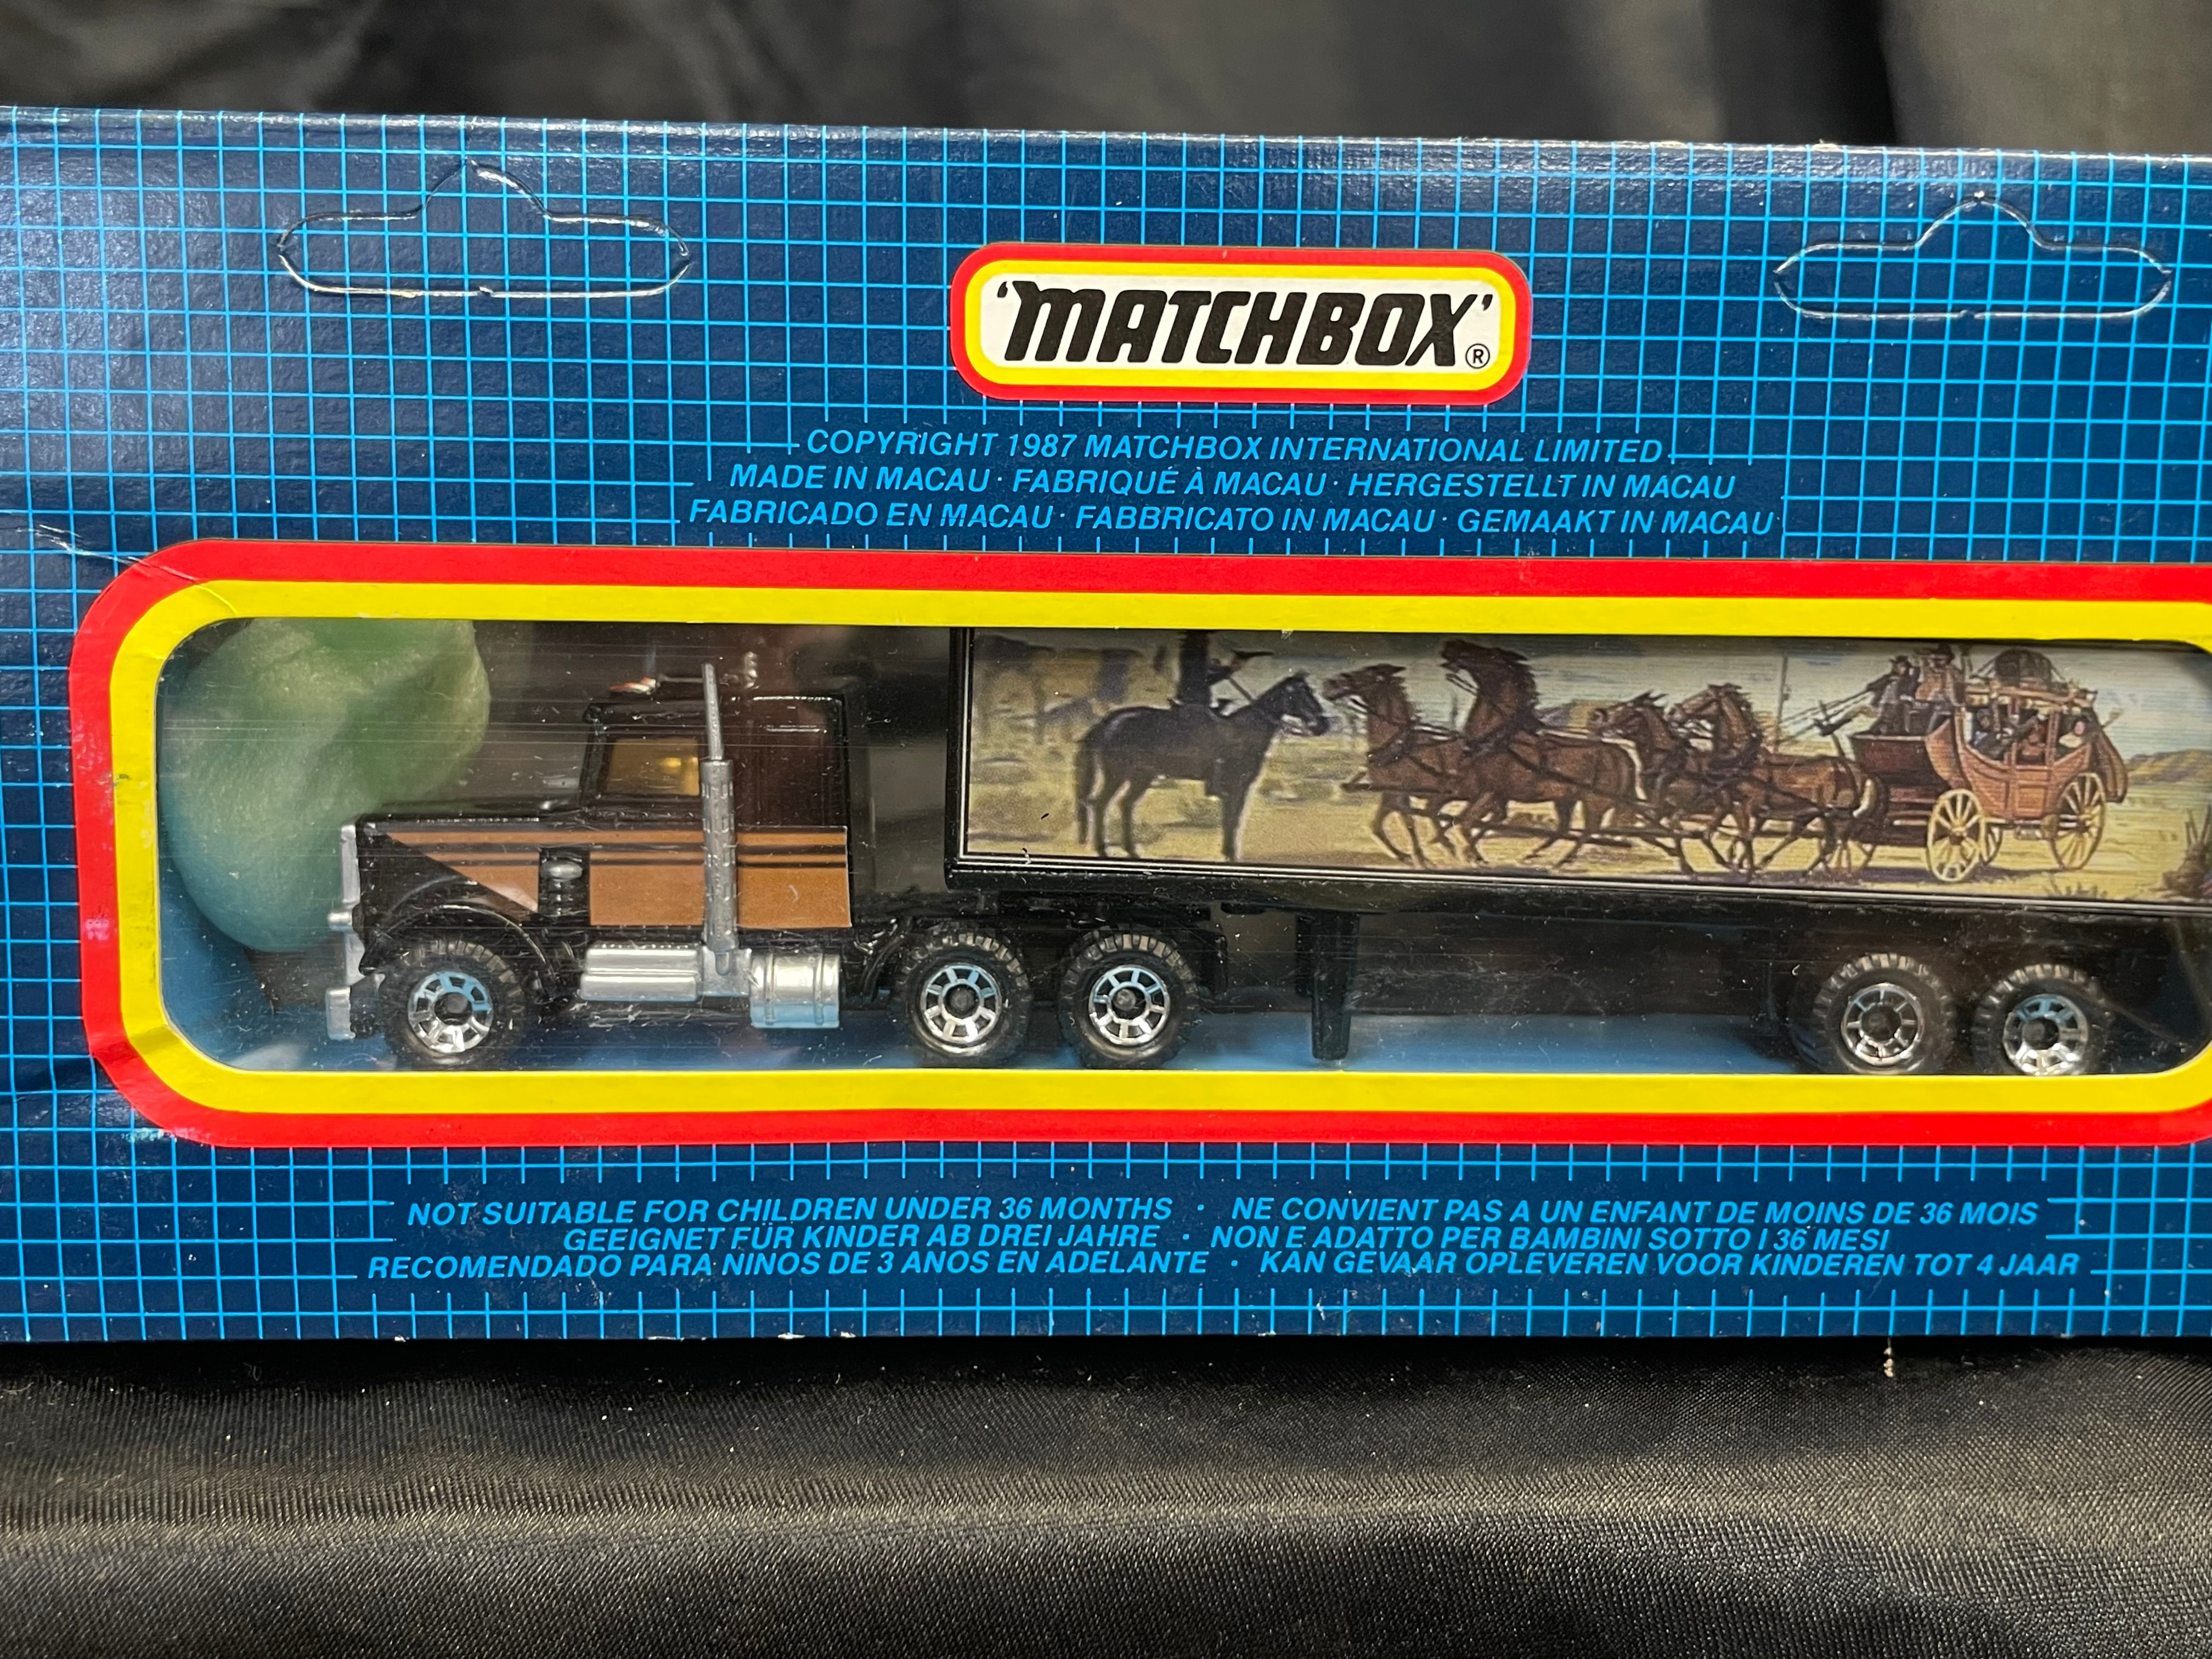 'MATCHBOX'®
COPYRIGHT 1987 MATCHBOX INTERNATIONAL LIMITED
MADE IN MACAU · FABRIQUÉ À MACAU · HERGESTELLT IN MACAU
FABRICADO EN MACAU · FABBRICATO IN MACAU · GEMAAKT IN MACAU
NOT SUITABLE FOR CHILDREN UNDER 36 MONTHS · NE CONVIENT PAS A UN ENFANT DE MOINS DE 36 MOIS
GEEIGNET FÜR KINDER AB DREI JAHRE · NON E ADATTO PER BAMBINI SOTTO I 36 MESI
RECOMENDADO PARA NINOS DE 3 ANOS EN ADELANTE · KAN GEVAAR OPLEVEREN VOOR KINDEREN TOT 4 JAAR